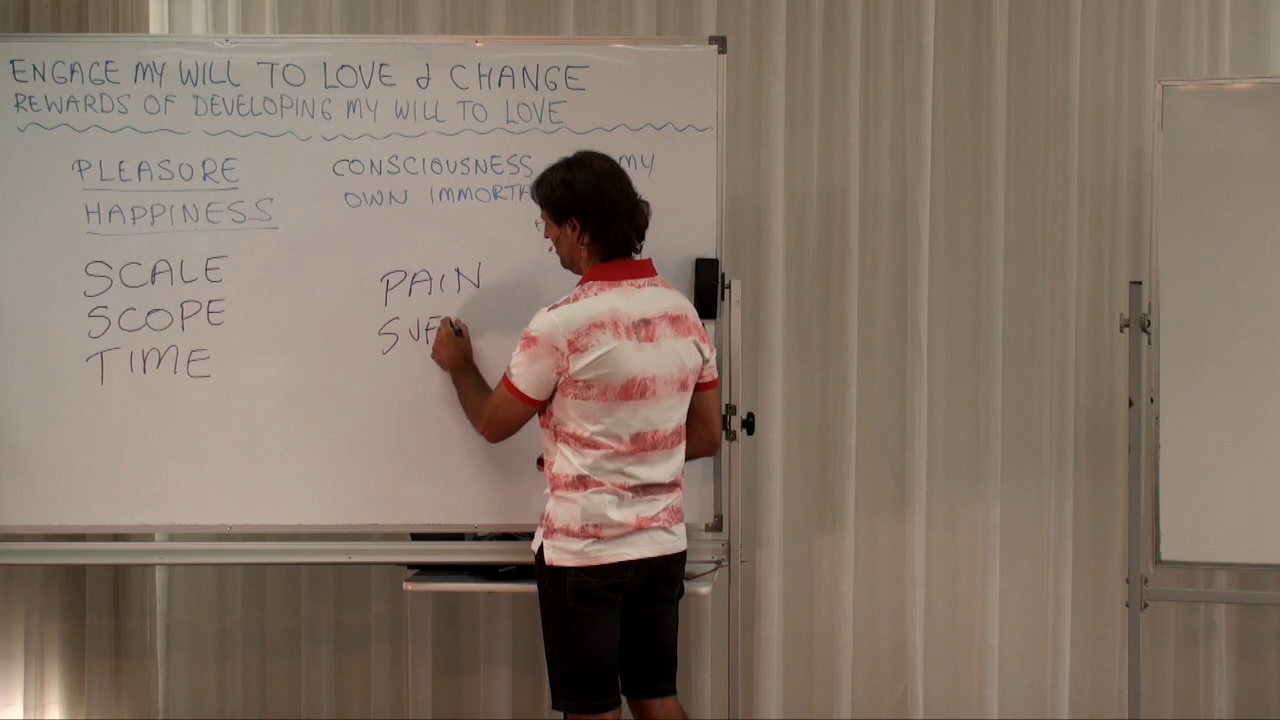 ENGAGE MY WILL TO LOVE & CHANGE
REWARDS OF DEVELOPING MY WILL TO LOVE
PLEASURE
HAPPINESS
CONSCIOUSNESS MY
OWN
SCALE
SCOPE
TIME
PAIN